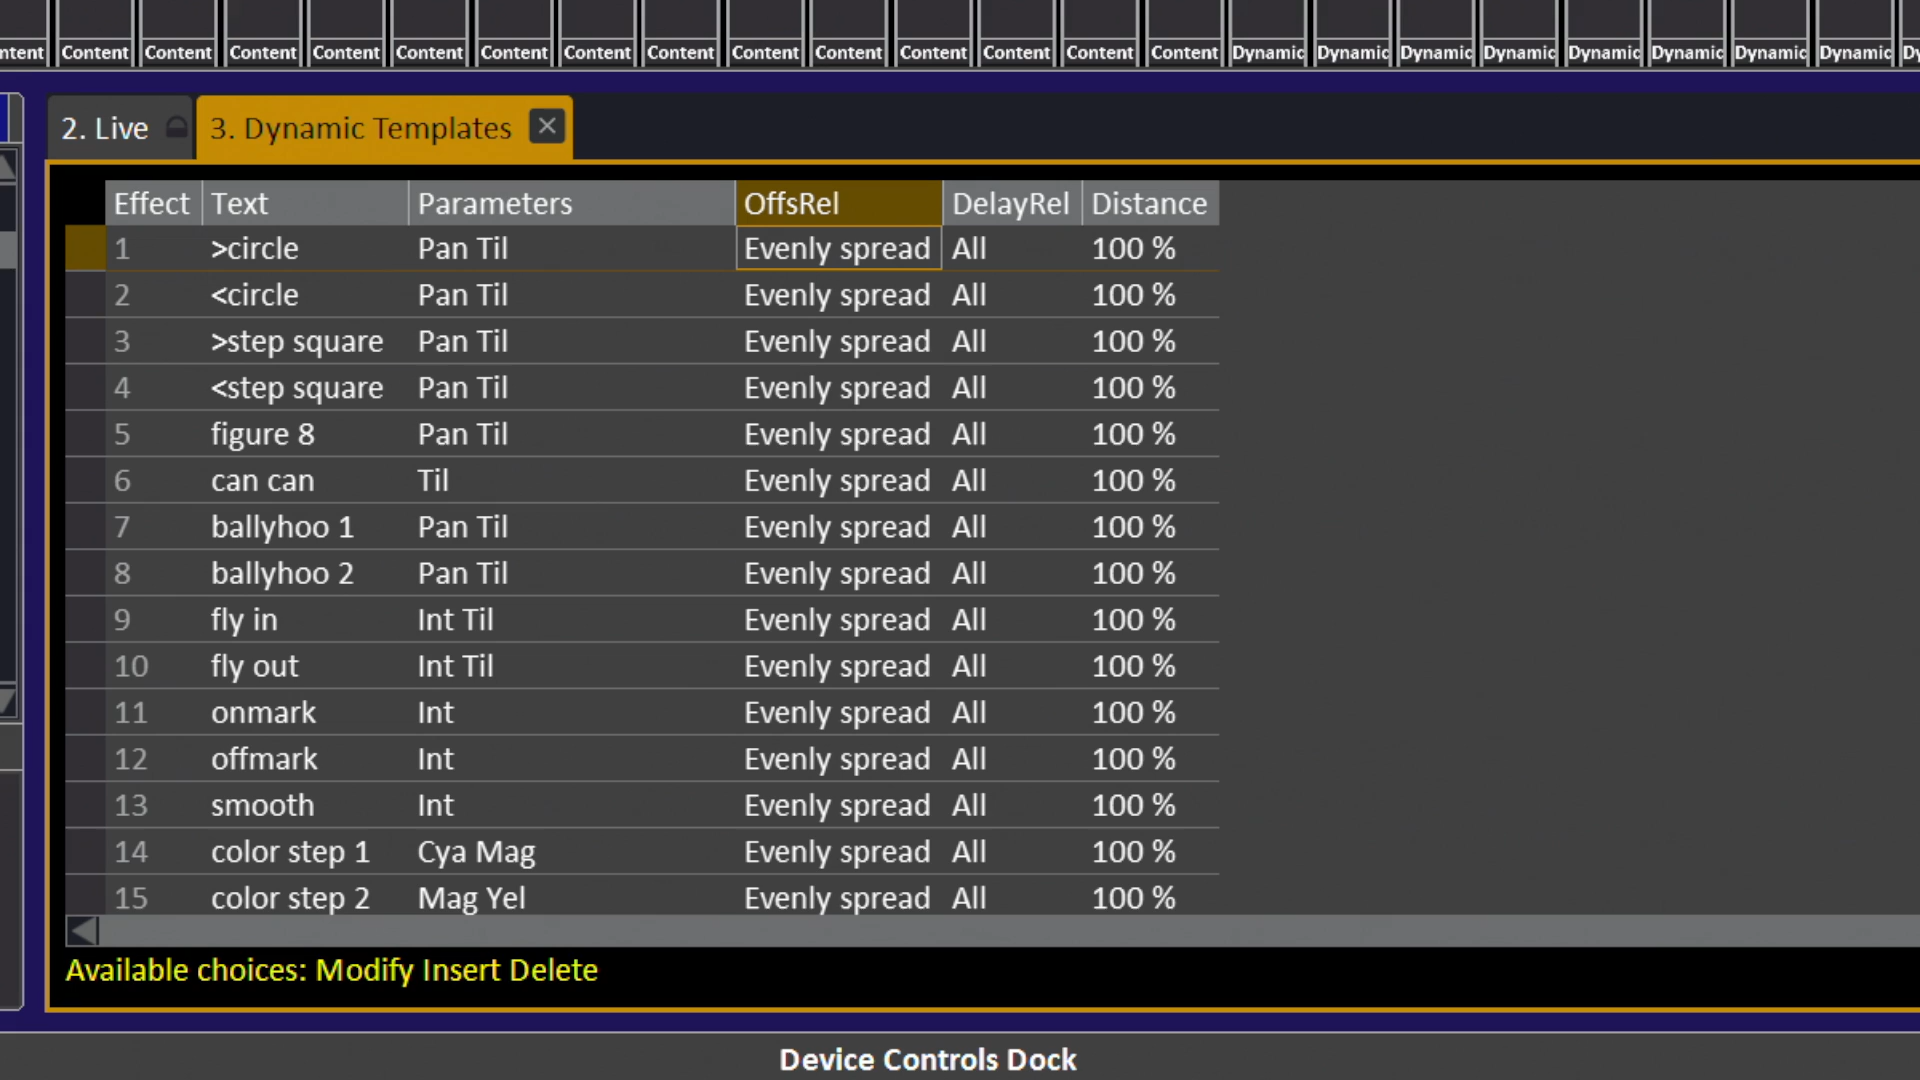 ntent Content Content Content Content Content Content Content Content Content Content Content Content Content Content Dynamic Dynamic Dynamic Dynamic Dynamic Dynamic Dynamic Dynamic Dy
2. Live 3. Dynamic Templates
Effect Text Parameters OffsRel DelayRel Distance
1 >circle Pan Til Evenly spread All 100 %
2 <circle Pan Til Evenly spread All 100 %
3 >step square Pan Til Evenly spread All 100 %
4 <step square Pan Til Evenly spread All 100 %
5 figure 8 Pan Til Evenly spread All 100 %
6 can can Til Evenly spread All 100 %
7 ballyhoo 1 Pan Til Evenly spread All 100 %
8 ballyhoo 2 Pan Til Evenly spread All 100 %
9 fly in Int Til Evenly spread All 100 %
10 fly out Int Til Evenly spread All 100 %
11 onmark Int Evenly spread All 100 %
12 offmark Int Evenly spread All 100 %
13 smooth Int Evenly spread All 100 %
14 color step 1 Cya Mag Evenly spread All 100 %
15 color step 2 Mag Yel Evenly spread All 100 %
Available choices: Modify Insert Delete
Device Controls Dock